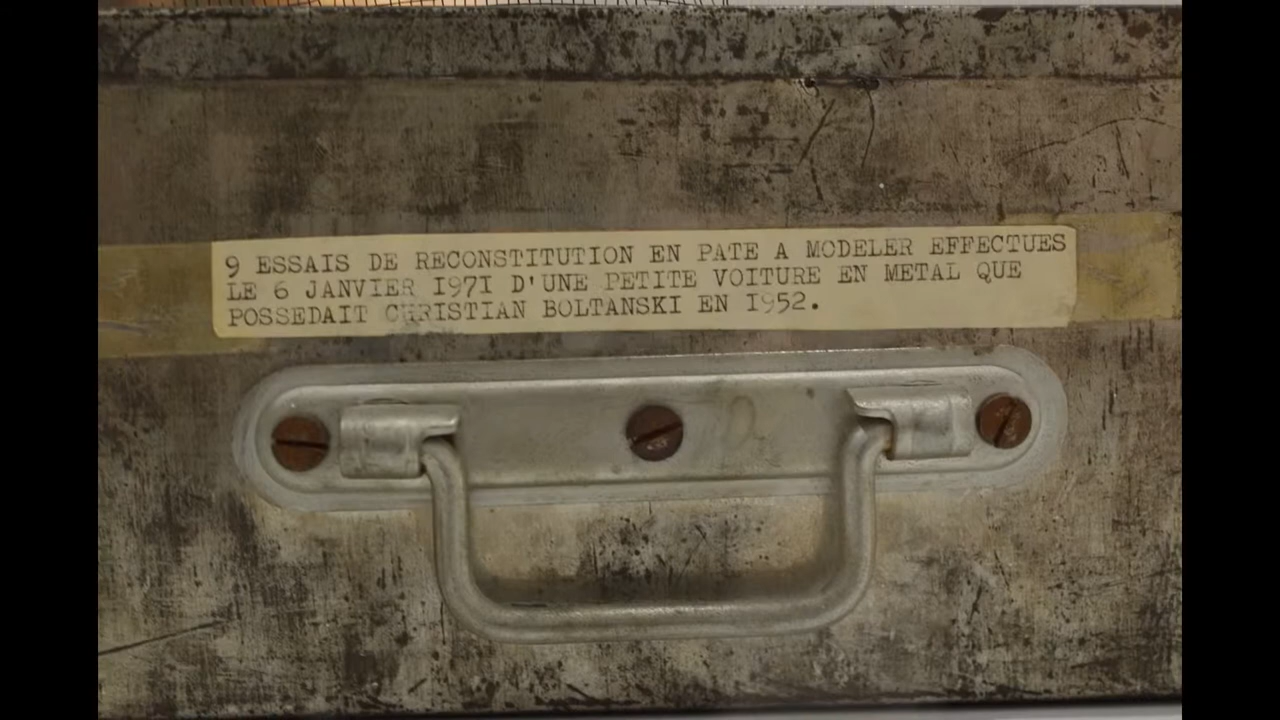 9 ESSAIS DE RECONSTITUTION EN PATE A MODELER EFFECTUES
LE 6 JANVIER 1971 D'UNE PETITE VOITURE EN METAL QUE
POSSEDAIT CHRISTIAN BOLTANSKI EN 1952.